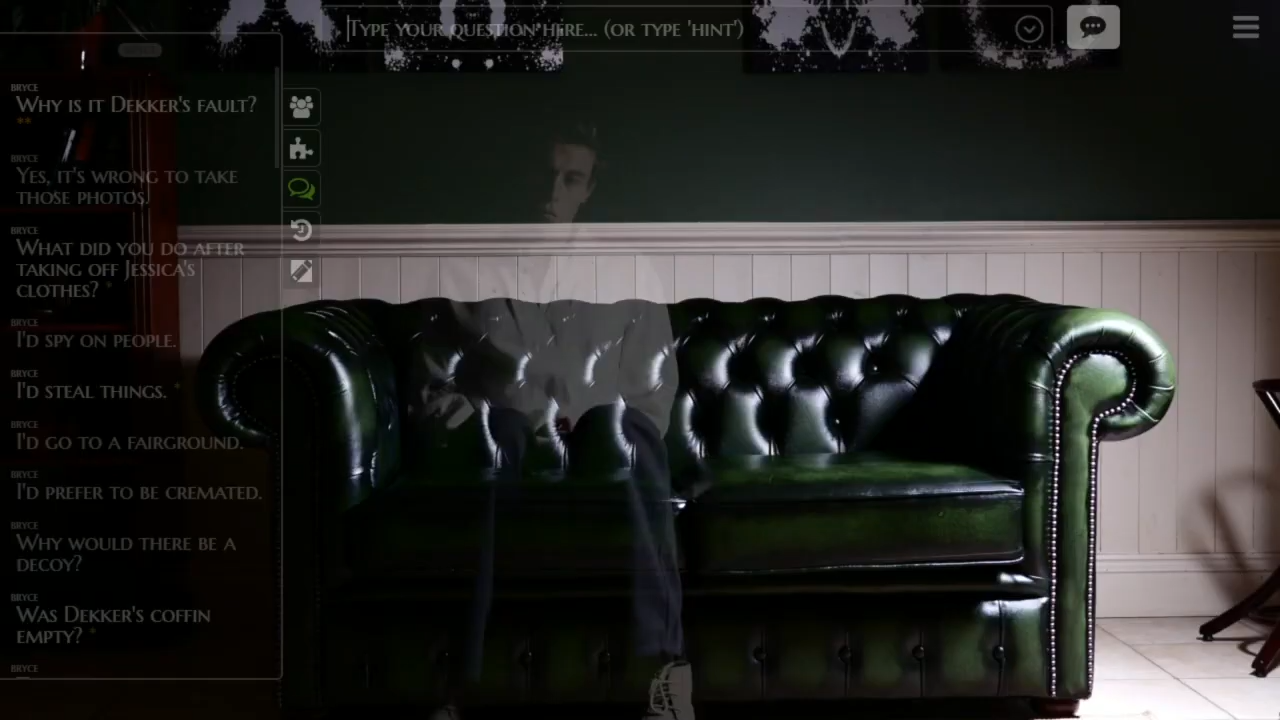 Type your question here... (or type 'hint')
BRYCE
Why is it Dekker's fault?
**
BRYCE
Yes, it's wrong to take
those photos.
BRYCE
What did you do after
taking off Jessica's
clothes? *
BRYCE
I'd spy on people.
BRYCE
I'd steal things. *
BRYCE
I'd go to a fairground.
BRYCE
I'd prefer to be cremated.
BRYCE
Why would there be a
decoy?
BRYCE
Was Dekker's coffin
empty? *
BRYCE